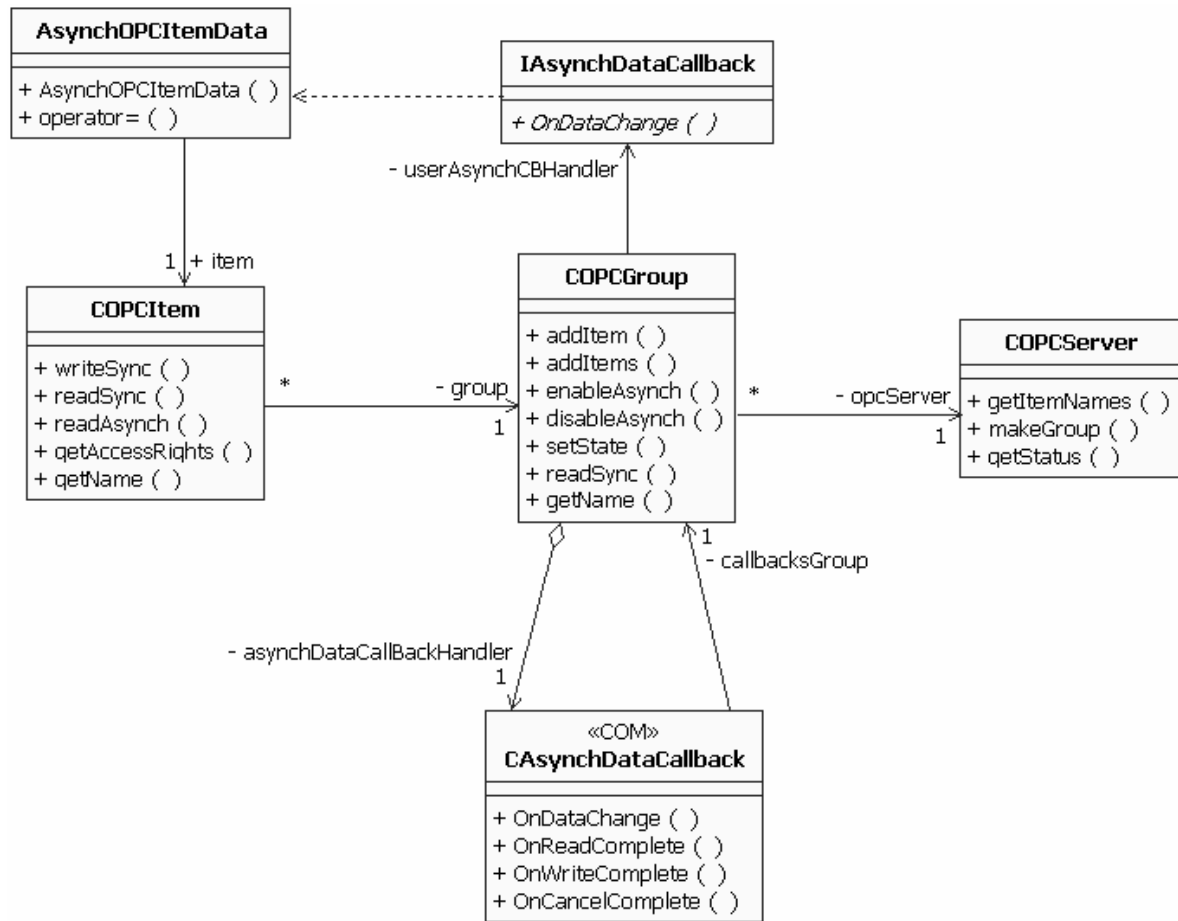 AsynchOPCItemData
+ AsynchOPCItemData ( )
+ operator= ( )
IAsynchDataCallback
+ OnDataChange ( )
- userAsynchCBHandler
1 + item
COPCItem
+ writeSync ( )
+ readSync ( )
+ readAsynch ( )
+ getAccessRights ( )
+ getName ( )
*
- group
1
COPCGroup
+ addItem ( )
+ addItems ( )
+ enableAsynch ( )
+ disableAsynch ( )
+ setState ( )
+ readSync ( )
+ getName ( )
*
- opcServer
1
COPCServer
+ getItemNames ( )
+ makeGroup ( )
+ getStatus ( )
1
- callbacksGroup
- asynchDataCallBackHandler
1
«COM»
CAsynchDataCallback
+ OnDataChange ( )
+ OnReadComplete ( )
+ OnWriteComplete ( )
+ OnCancelComplete ( )